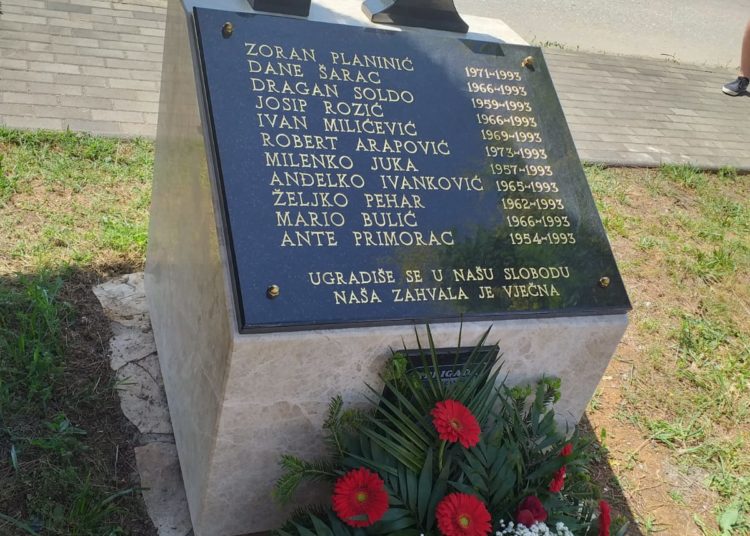 ZORAN PLANINIĆ 1971-1993
DANE ŠARAC 1966-1993
DRAGAN SOLDO 1959-1993
JOSIP ROZIĆ 1966-1993
IVAN MILIĆEVIĆ 1969-1993
ROBERT ARAPOVIĆ 1973-1993
MILENKO JUKA 1957-1993
ANĐELKO IVANKOVIĆ 1965-1993
ŽELJKO PEHAR 1962-1993
MARIO BULIĆ 1966-1993
ANTE PRIMORAC 1954-1993
UGRADIŠE SE U NAŠU SLOBODU
NAŠA ZAHVALA JE VJEČNA